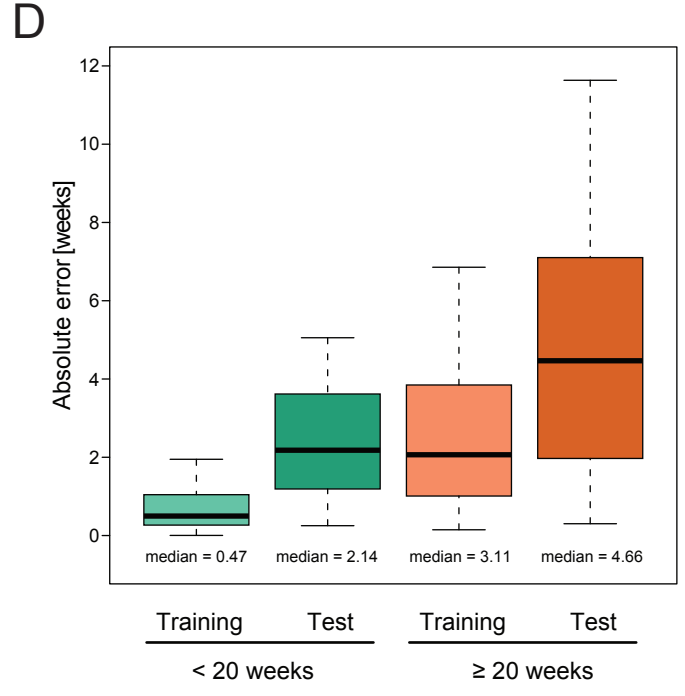 D
Absolute error [weeks]
12
10
8
6
4
2
0
median = 0.47 median = 2.14 median = 3.11 median = 4.66
Training Test Training Test
< 20 weeks ≥ 20 weeks